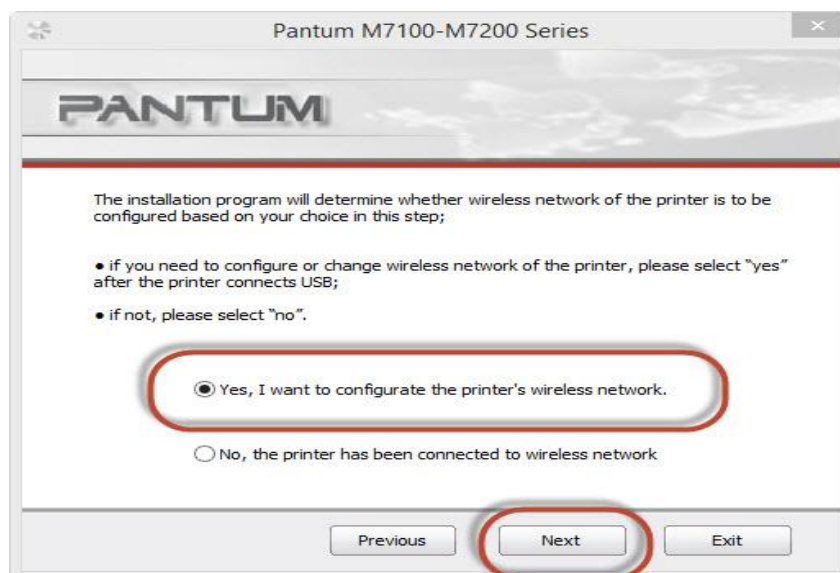 Pantum M7100-M7200 Series
PANTUM
The installation program will determine whether wireless network of the printer is to be
configured based on your choice in this step;
● if you need to configure or change wireless network of the printer, please select “yes”
after the printer connects USB;
● if not, please select “no”.
Yes, I want to configurate the printer's wireless network.
No, the printer has been connected to wireless network
Previous Next Exit